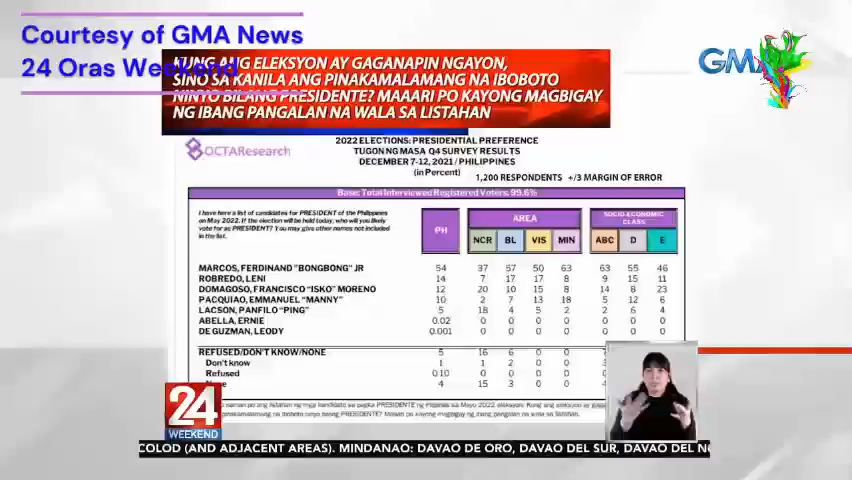 Courtesy of GMA News
24 Oras Weekend
GMA
KUNG ANG ELEKSYON AY GAGANAPIN NGAYON,
SINO SA KANILA ANG PINAKAMALAMANG NA IBOBOTO
NINYO BILANG PRESIDENTE? MAAARI PO KAYONG MAGBIGAY
NG IBANG PANGALAN NA WALA SA LISTAHAN
OCTAResearch
2022 ELECTIONS: PRESIDENTIAL PREFERENCE
TUGON NG MASA Q4 SURVEY RESULTS
DECEMBER 7-12, 2021 / PHILIPPINES
(in Percent)
1,200 RESPONDENTS +/3 MARGIN OF ERROR
Base: Total Interviewed Registered Voters: 99.6%
I have here a list of candidates for PRESIDENT of the Philippines
on May 2022. If the election will be held today, who will you likely
vote for as PRESIDENT? You may give other names not included
in the list.
PH AREA SOCIO-ECONOMIC CLASS
NCR BL VIS MIN ABC D E
MARCOS, FERDINAND "BONGBONG" JR 54 37 57 50 63 63 55 46
ROBREDO, LENI 14 7 17 17 8 9 15 11
DOMAGOSO, FRANCISCO "ISKO" MORENO 12 20 10 15 8 14 8 23
PACQUIAO, EMMANUEL "MANNY" 10 2 7 13 18 5 12 6
LACSON, PANFILO "PING" 5 18 4 5 2 2 6 4
ABELLA, ERNIE 0.02 0 0 0 0 0 0 0
DE GUZMAN, LEODY 0.001 0 0 0 0 0 0 0
REFUSED/DON'T KNOW/NONE 5 16 6 0 0
Don't know 1 1 2 0 0
Refused 0.10 0 0 0 0
None 4 15 3 0 0
24
WEEKEND
COLOD (AND ADJACENT AREAS). MINDANAO: DAVAO DE ORO, DAVAO DEL SUR, DAVAO DEL